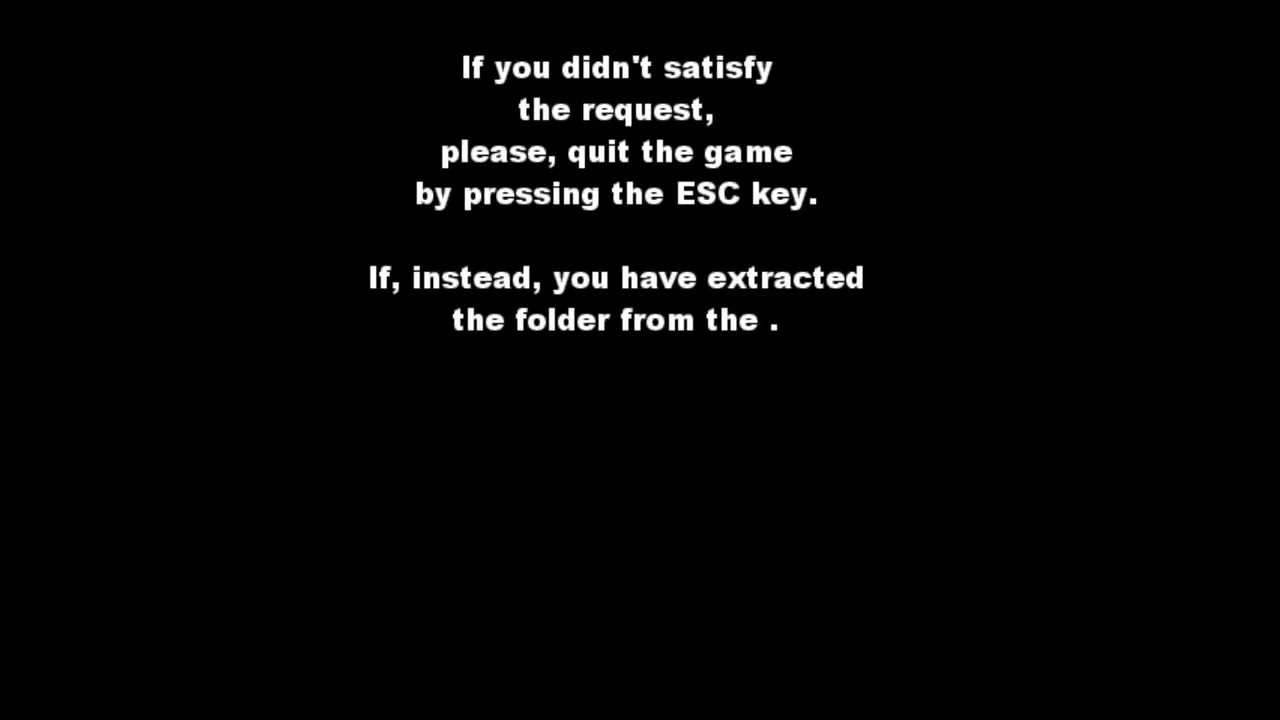 If you didn't satisfy
the request,
please, quit the game
by pressing the ESC key.
If, instead, you have extracted
the folder from the .